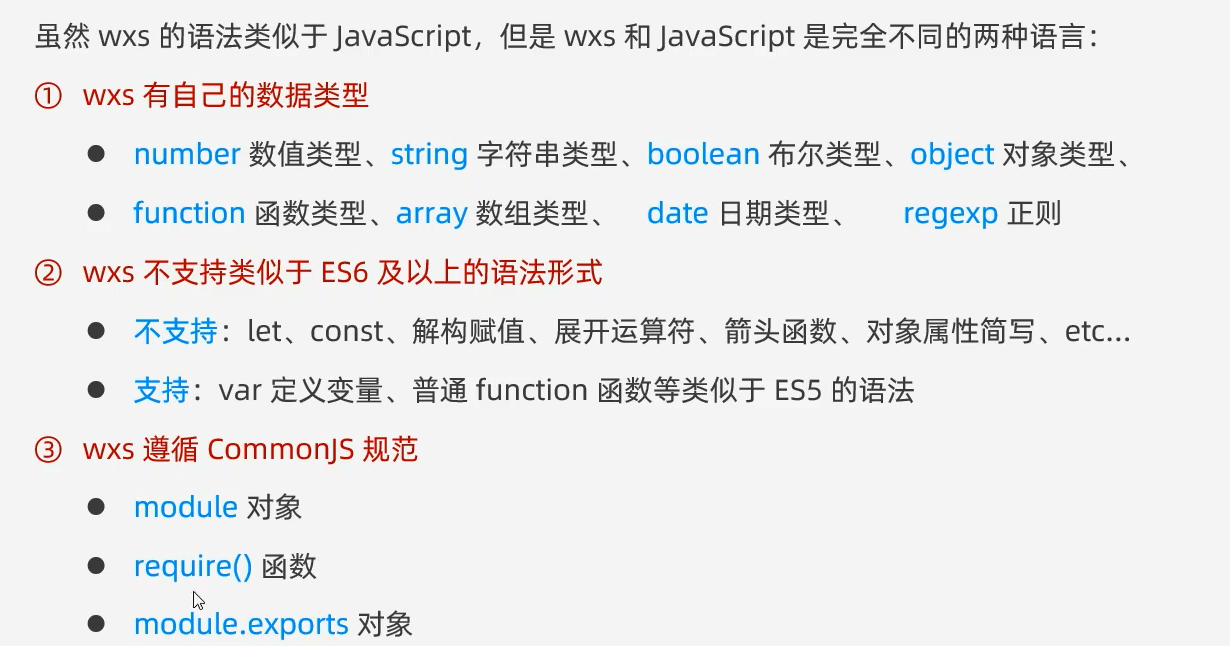 虽然 wxs 的语法类似于 JavaScript，但是 wxs 和 JavaScript 是完全不同的两种语言：
① wxs 有自己的数据类型
● number 数值类型、string 字符串类型、boolean 布尔类型、object 对象类型、
● function 函数类型、array 数组类型、 date 日期类型、 regexp 正则
② wxs 不支持类似于 ES6 及以上的语法形式
● 不支持：let、const、解构赋值、展开运算符、箭头函数、对象属性简写、etc...
● 支持：var 定义变量、普通 function 函数等类似于 ES5 的语法
③ wxs 遵循 CommonJS 规范
● module 对象
● require() 函数
● module.exports 对象